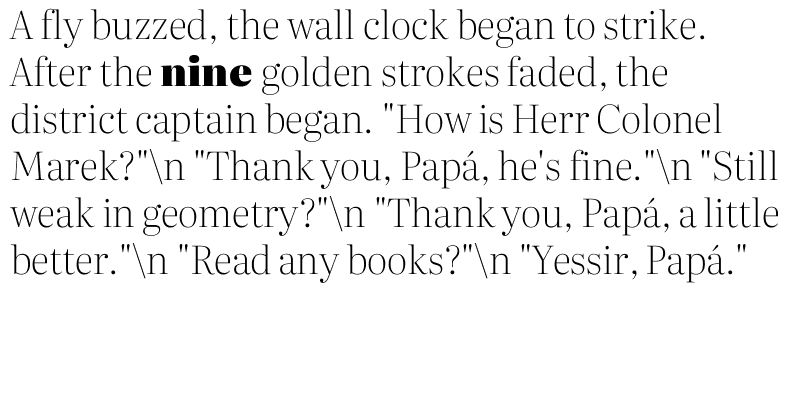 A fly buzzed, the wall clock began to strike.
After the nine golden strokes faded, the
district captain began. "How is Herr Colonel
Marek?"\n "Thank you, Papá, he's fine."\n "Still
weak in geometry?"\n "Thank you, Papá, a little
better."\n "Read any books?"\n "Yessir, Papá."